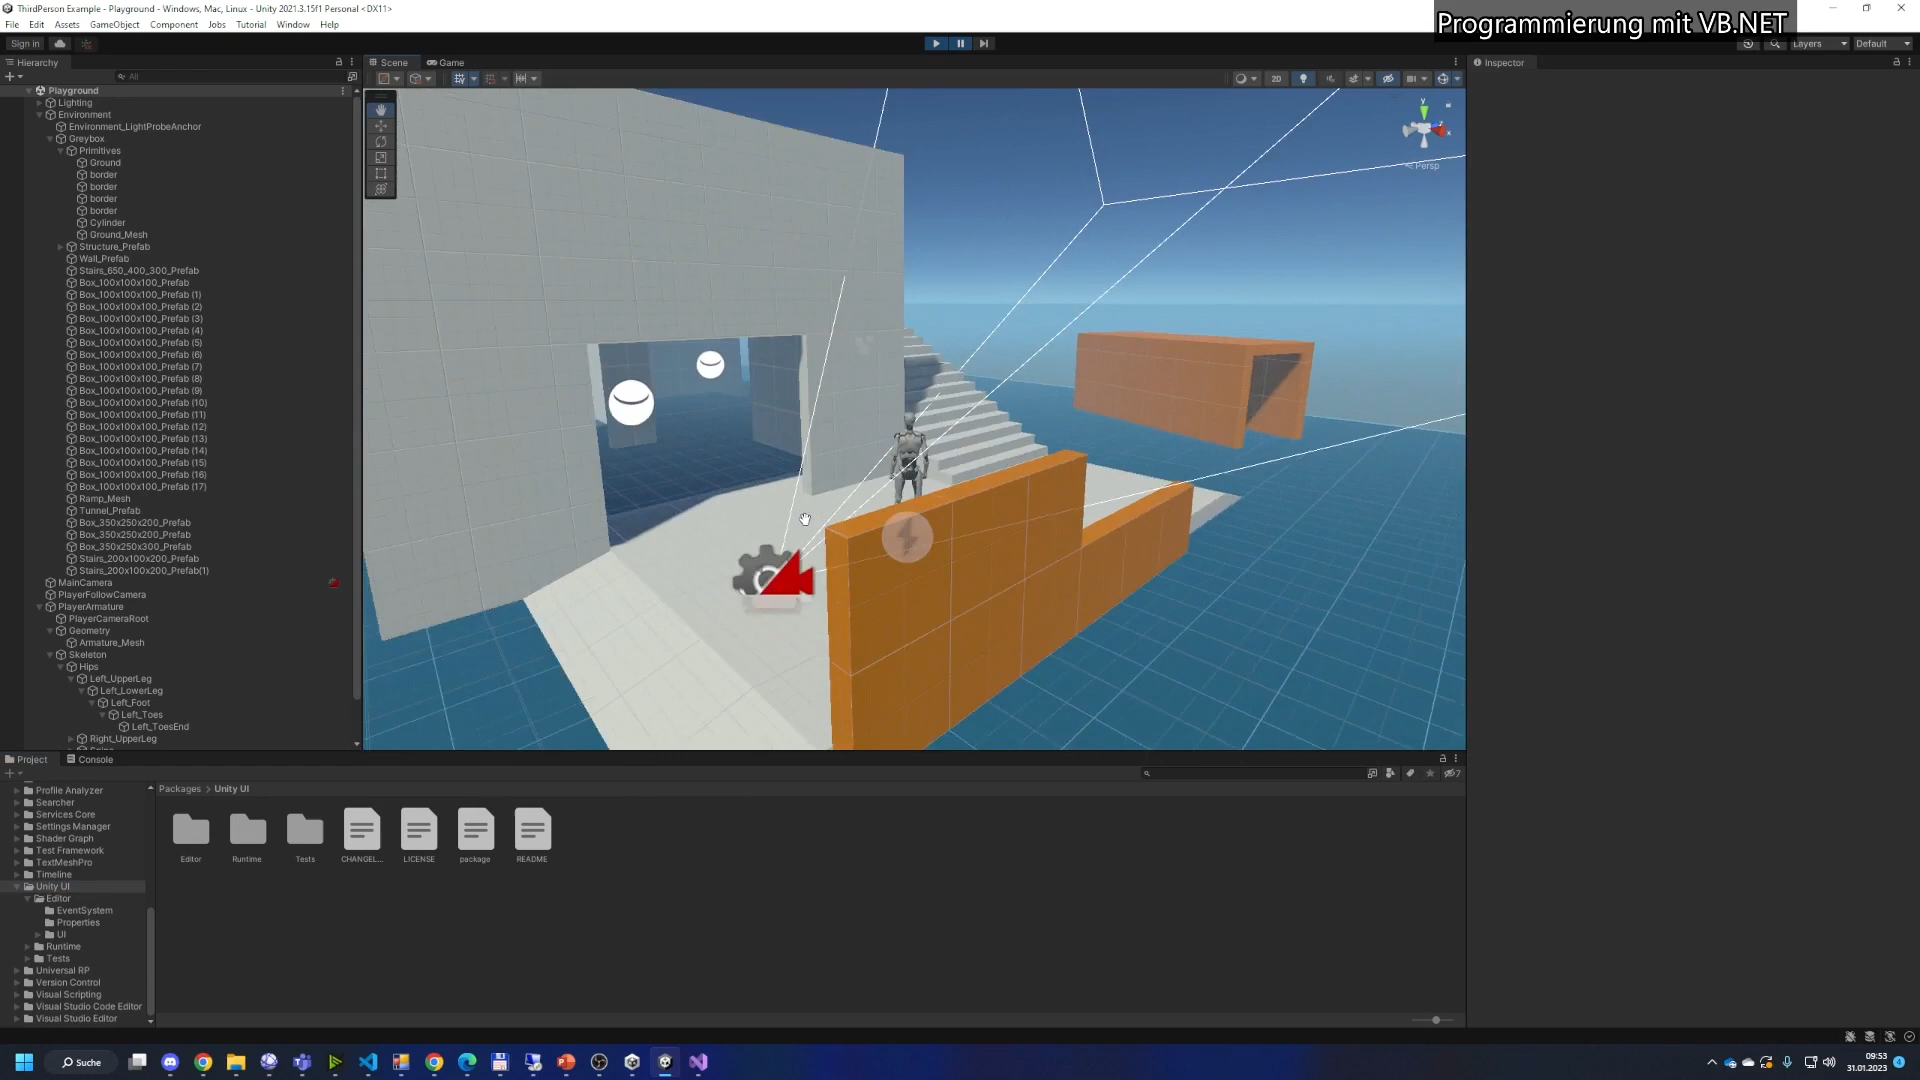 ThirdPerson Example - Playground - Windows, Mac, Linux - Unity 2021.3.15f1 Personal <DX11>
Programmierung mit VB.NET
File Edit Assets GameObject Component Jobs Tutorial Window Help
Sign in
Layers
Default
Hierarchy
Scene
Game
Inspector
All
2D
Playground
Lighting
Environment
Environment_LightProbeAnchor
Greybox
Primitives
Ground
border
border
border
border
Cylinder
Ground_Mesh
Structure_Prefab
Wall_Prefab
Stairs_650_400_300_Prefab
Box_100x100x100_Prefab
Box_100x100x100_Prefab (1)
Box_100x100x100_Prefab (2)
Box_100x100x100_Prefab (3)
Box_100x100x100_Prefab (4)
Box_100x100x100_Prefab (5)
Box_100x100x100_Prefab (6)
Box_100x100x100_Prefab (7)
Box_100x100x100_Prefab (8)
Box_100x100x100_Prefab (9)
Box_100x100x100_Prefab (10)
Box_100x100x100_Prefab (11)
Box_100x100x100_Prefab (12)
Box_100x100x100_Prefab (13)
Box_100x100x100_Prefab (14)
Box_100x100x100_Prefab (15)
Box_100x100x100_Prefab (16)
Box_100x100x100_Prefab (17)
Ramp_Mesh
Tunnel_Prefab
Box_350x250x200_Prefab
Box_350x250x200_Prefab
Box_350x250x300_Prefab
Stairs_200x100x200_Prefab
Stairs_200x100x200_Prefab(1)
MainCamera
PlayerFollowCamera
PlayerArmature
PlayerCameraRoot
Geometry
Armature_Mesh
Skeleton
Hips
Left_UpperLeg
Left_LowerLeg
Left_Foot
Left_Toes
Left_ToesEnd
Right_UpperLeg
y
x
< Persp
Project
Console
7
Profile Analyzer
Searcher
Services Core
Settings Manager
Shader Graph
Test Framework
TextMeshPro
Timeline
Unity UI
Editor
EventSystem
Properties
UI
Runtime
Tests
Universal RP
Version Control
Visual Scripting
Visual Studio Code Editor
Visual Studio Editor
Packages > Unity UI
Editor
Runtime
Tests
CHANGEL...
LICENSE
package
README
Suche
09:53
31.01.2023
4